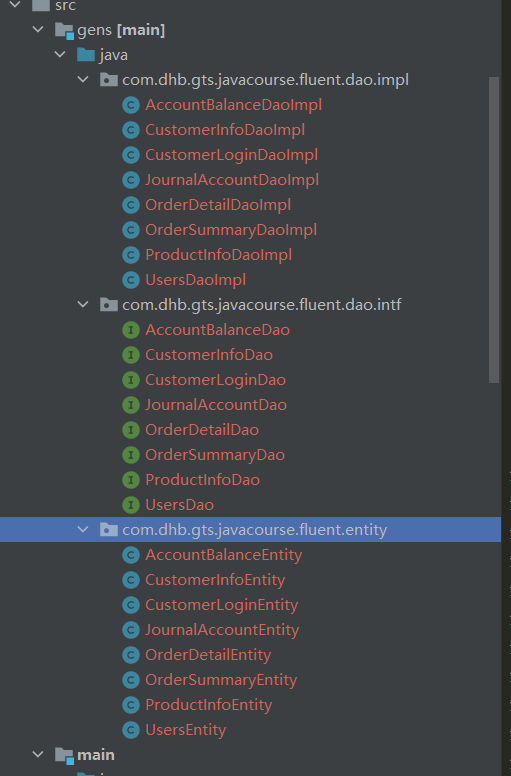 src
gens [main]
java
com.dhb.gts.javacourse.fluent.dao.impl
C AccountBalanceDaoImpl
C CustomerInfoDaoImpl
C CustomerLoginDaoImpl
C JournalAccountDaoImpl
C OrderDetailDaoImpl
C OrderSummaryDaoImpl
C ProductInfoDaoImpl
C UsersDaoImpl
com.dhb.gts.javacourse.fluent.dao.intf
I AccountBalanceDao
I CustomerInfoDao
I CustomerLoginDao
I JournalAccountDao
I OrderDetailDao
I OrderSummaryDao
I ProductInfoDao
I UsersDao
com.dhb.gts.javacourse.fluent.entity
C AccountBalanceEntity
C CustomerInfoEntity
C CustomerLoginEntity
C JournalAccountEntity
C OrderDetailEntity
C OrderSummaryEntity
C ProductInfoEntity
C UsersEntity
main